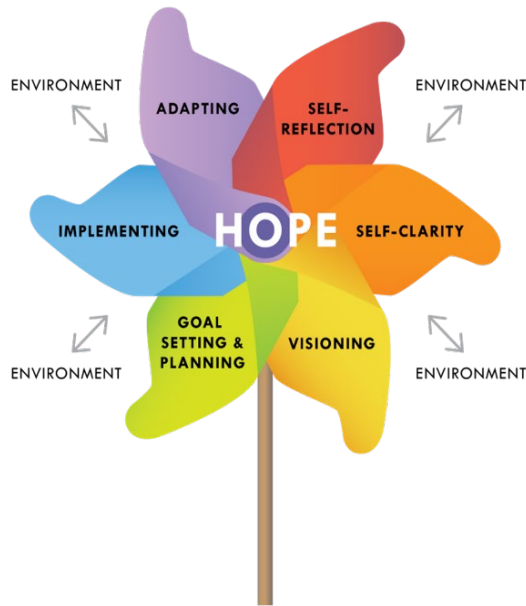 ENVIRONMENT
ENVIRONMENT
ADAPTING
SELF-
REFLECTION
IMPLEMENTING
HOPE
SELF-CLARITY
GOAL
SETTING &
PLANNING
VISIONING
ENVIRONMENT
ENVIRONMENT